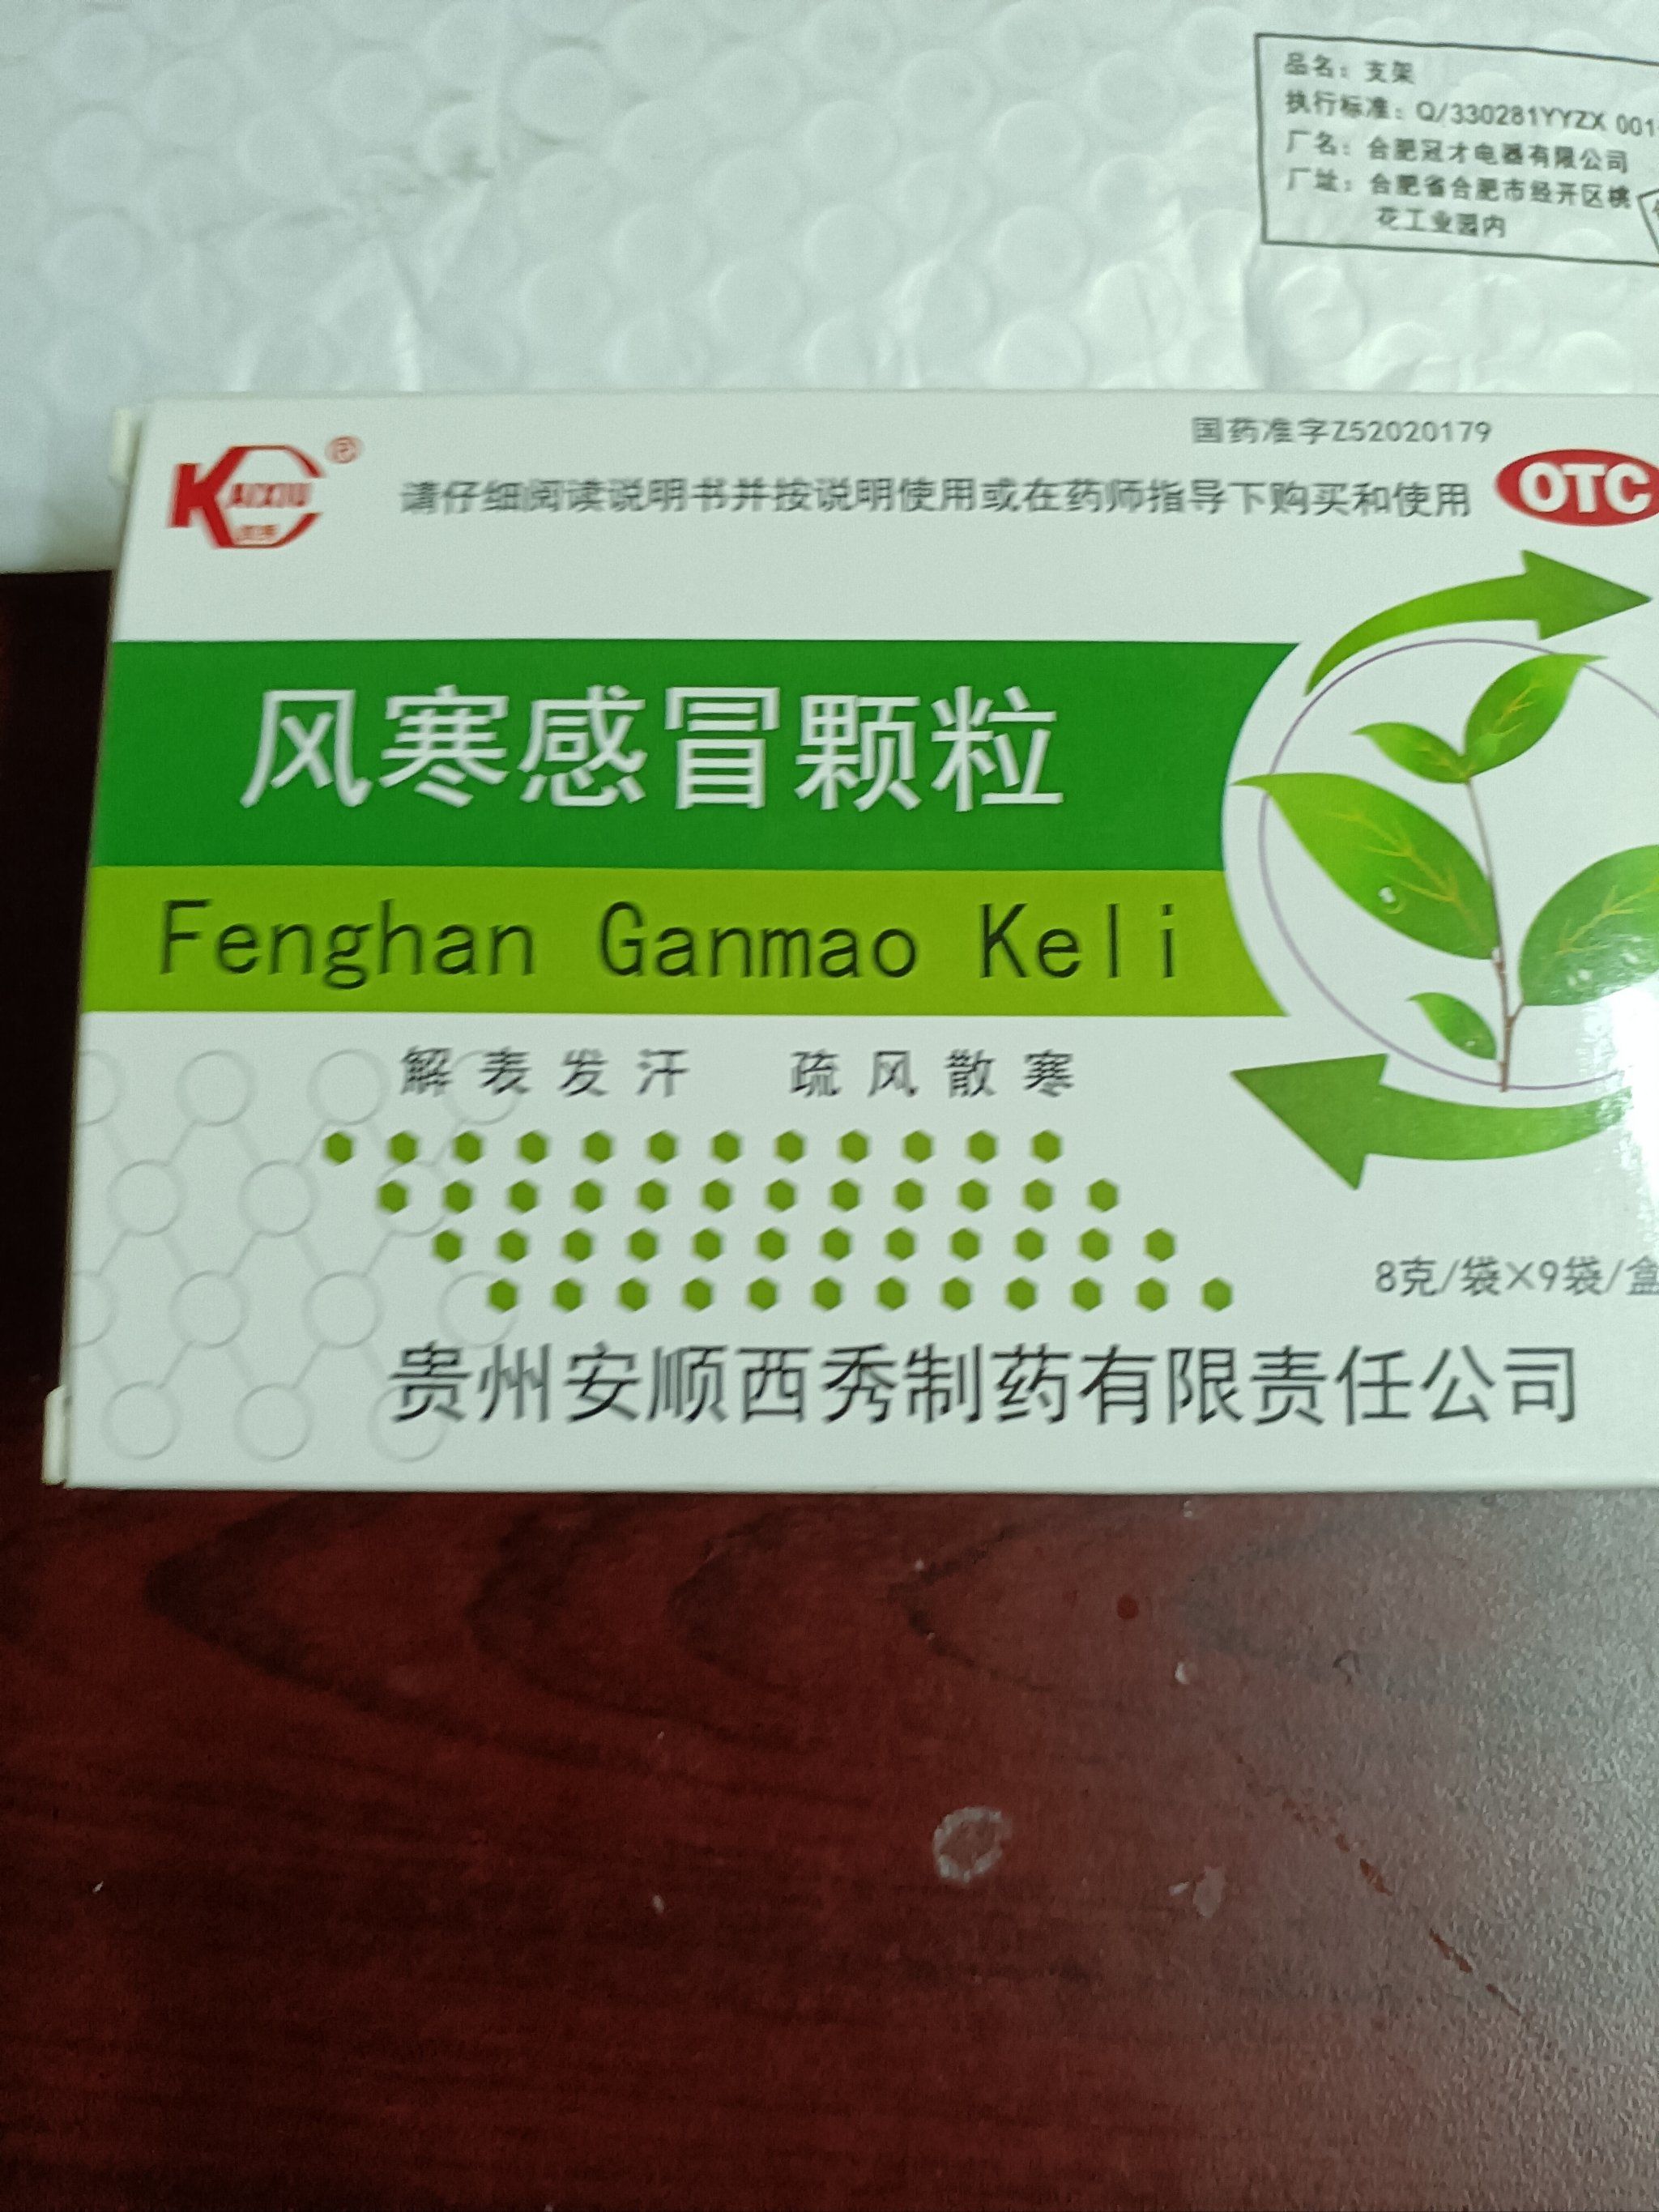 品名：支架
执行标准：Q/330281YYZX 001
厂名：合肥冠才电器有限公司
厂址：合肥省合肥市经开区桃
花工业园内
国药准字Z52020179
KAIXIU ®
请仔细阅读说明书并按说明使用或在药师指导下购买和使用
OTC
风寒感冒颗粒
Fenghan Ganmao Keli
解表发汗 疏风散寒
8克/袋×9袋/盒
贵州安顺西秀制药有限责任公司